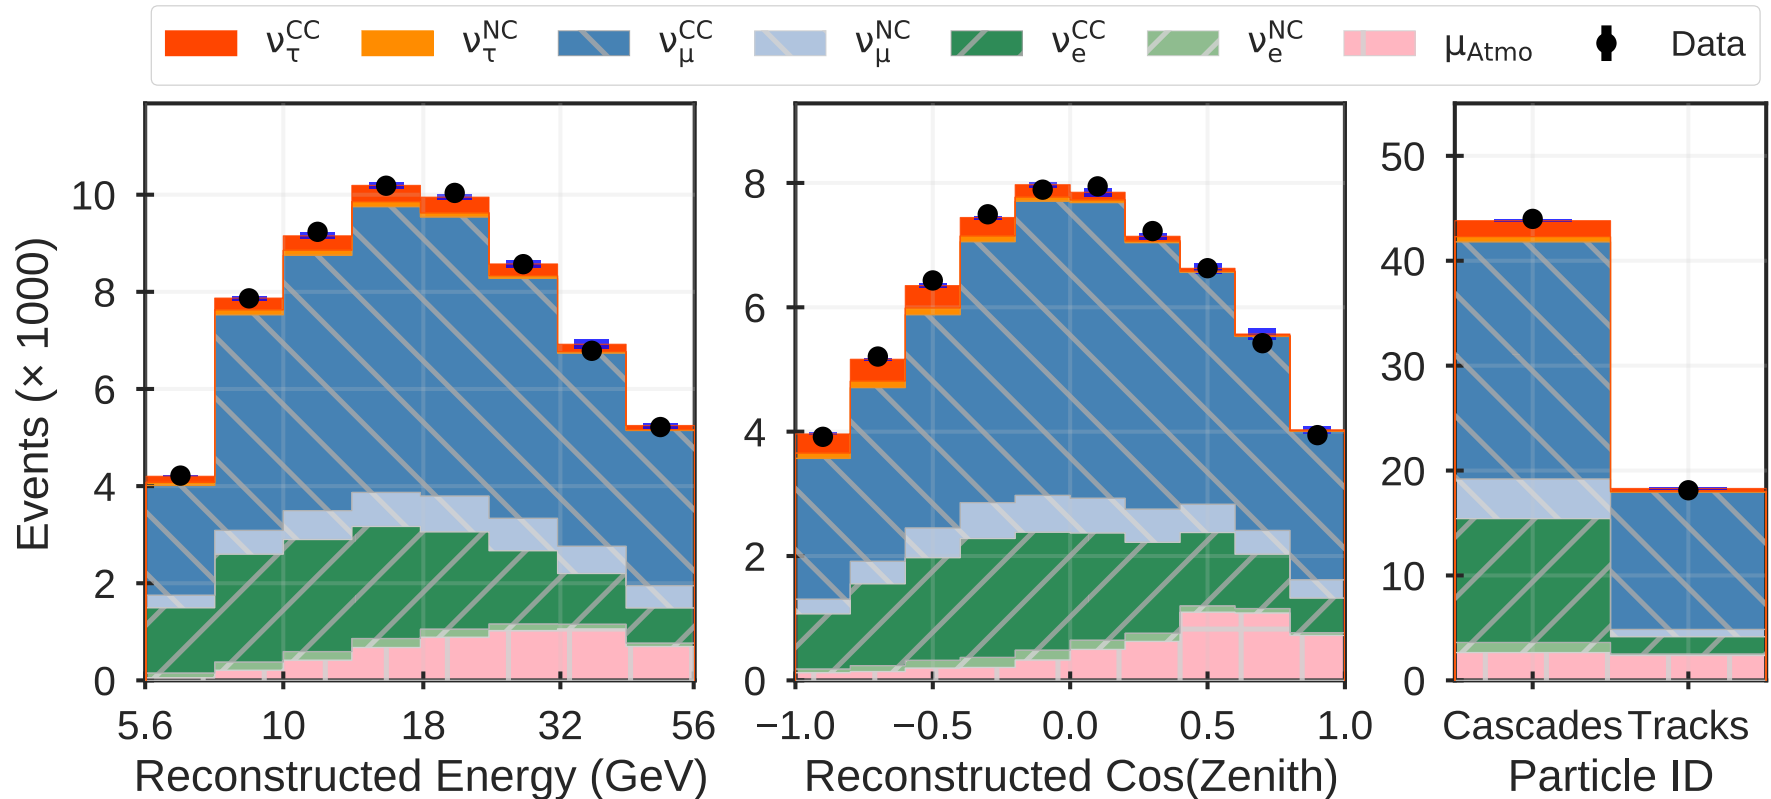 ν_τ^CC ν_τ^NC ν_μ^CC ν_μ^NC ν_e^CC ν_e^NC μ_Atmo Data
Events (× 1000)
10
8
6
4
2
0
5.6 10 18 32 56
Reconstructed Energy (GeV)
8
6
4
2
0
−1.0 −0.5 0.0 0.5 1.0
Reconstructed Cos(Zenith)
50
40
30
20
10
0
Cascades Tracks
Particle ID